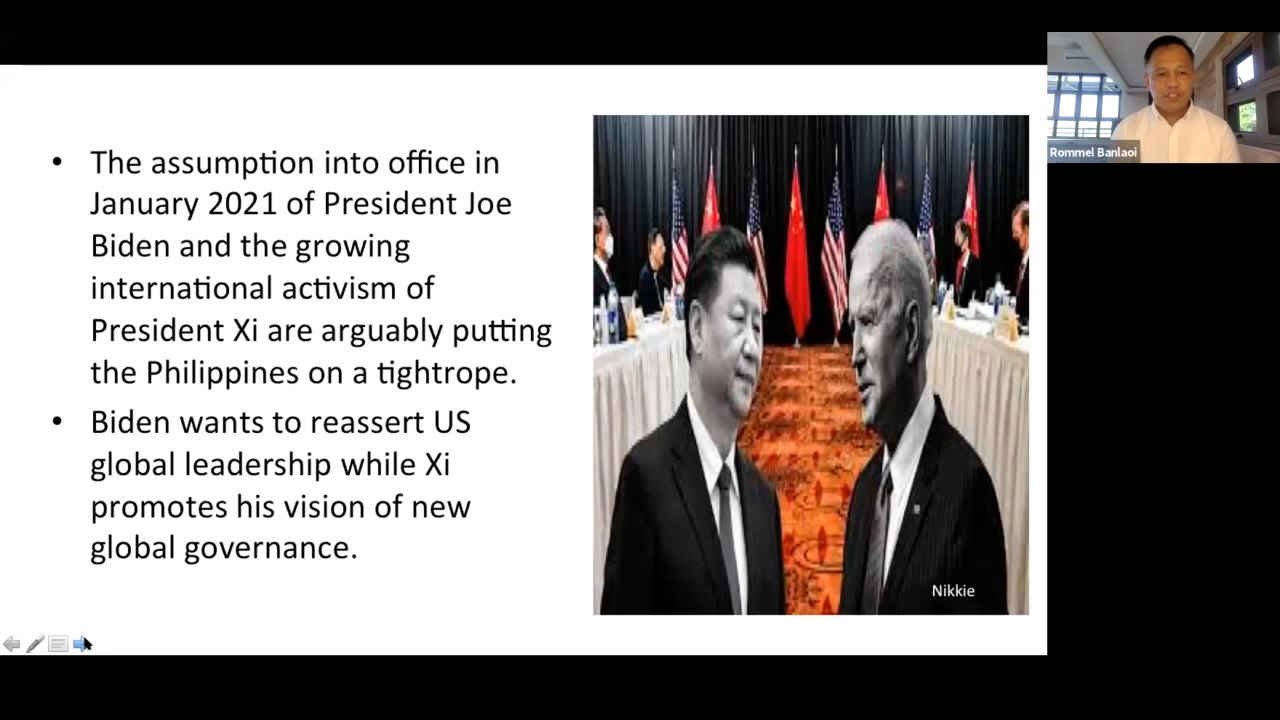 • The assumption into office in
January 2021 of President Joe
Biden and the growing
international activism of
President Xi are arguably putting
the Philippines on a tightrope.
• Biden wants to reassert US
global leadership while Xi
promotes his vision of new
global governance.
Nikkie
Rommel Banlaoi